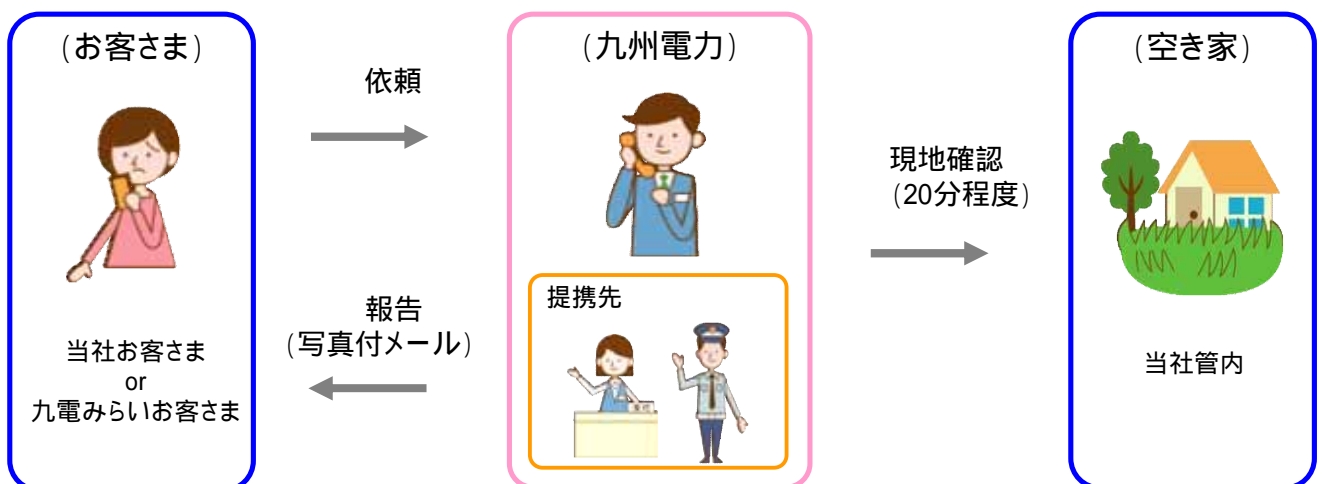 (お客さま)
依頼
報告
(写真付メール)
当社お客さま
or
九電みらいお客さま
(九州電力)
提携先
受付
現地確認
(20分程度)
(空き家)
当社管内